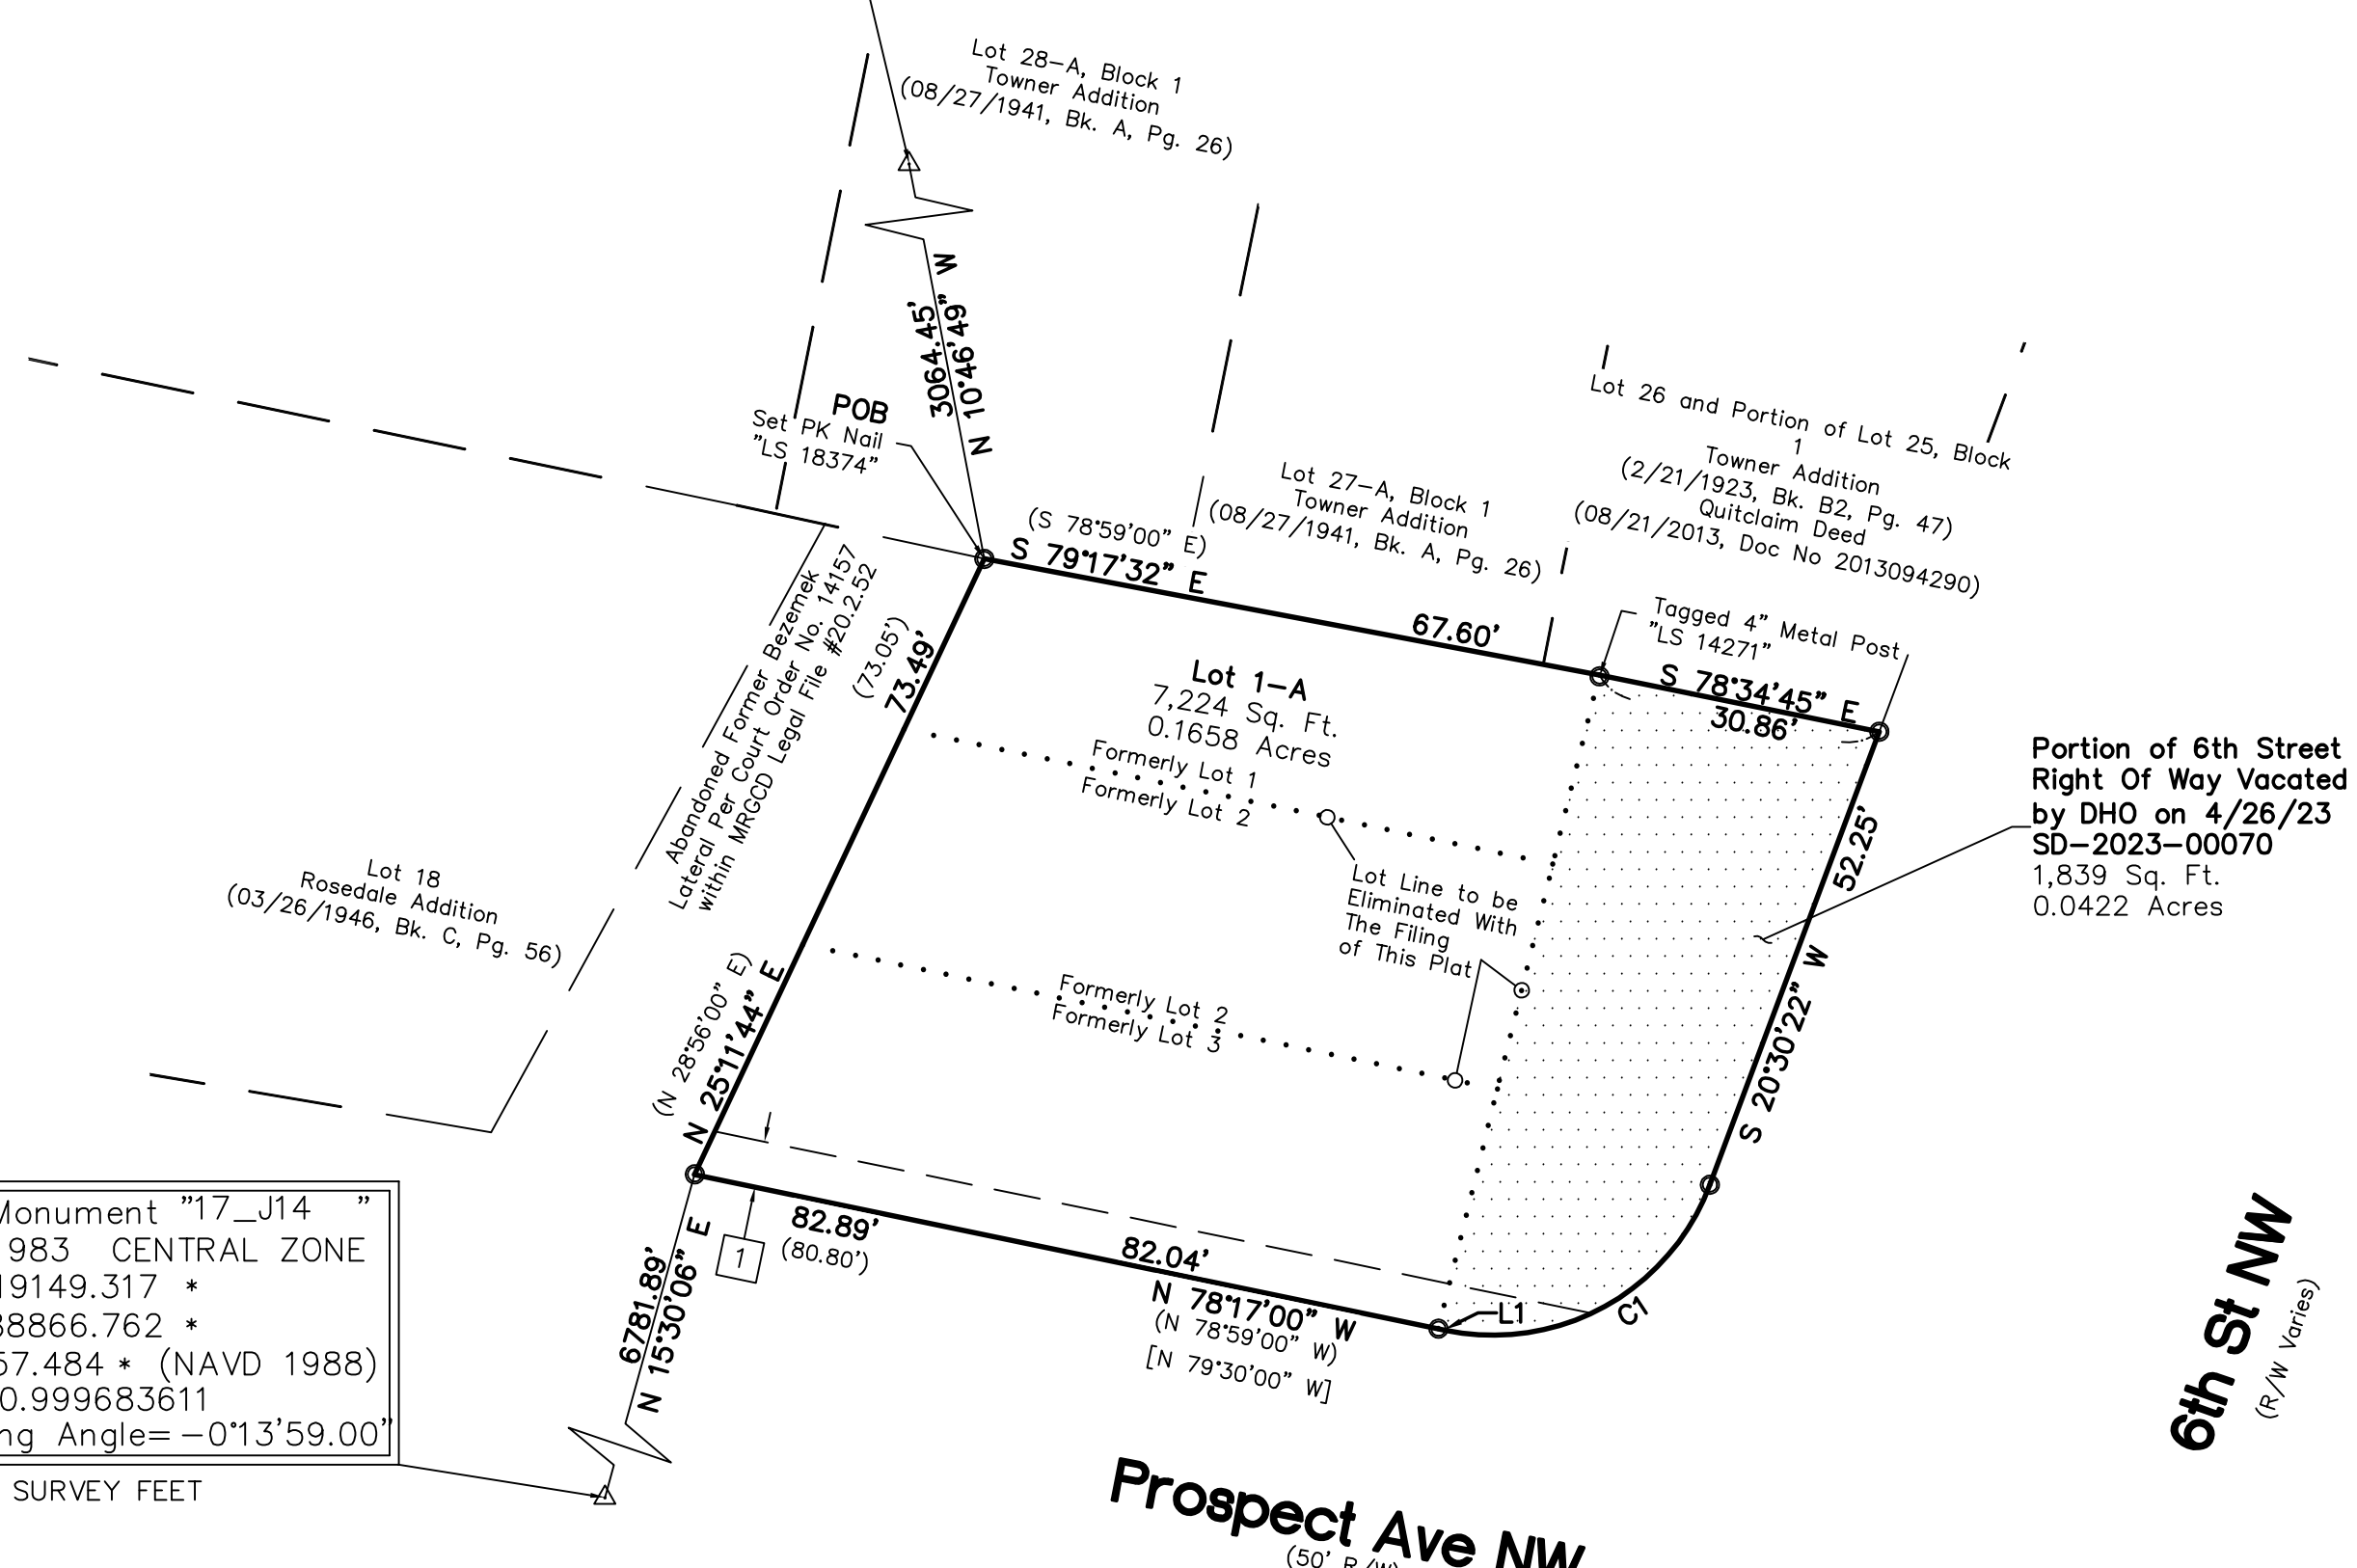 Lot 28-A, Block 1
Towner Addition
(08/27/1941, Bk. A, Pg. 26)
3064.45'
N 10°46'49" W
POB
Set PK Nail
"LS 18374"
Lot 26 and Portion of Lot 25, Block
1
Towner Addition
(2/21/1923, Bk. B2, Pg. 47)
Quitclaim Deed
(08/21/2013, Doc No 2013094290)
Lot 27-A, Block 1
Towner Addition
(08/27/1941, Bk. A, Pg. 26)
(S 78°59'00" E)
S 79°17'32" E
67.60'
Tagged 4" Metal Post
"LS 14271"
S 78°34'45" E
30.86'
Abandoned Former Bezemek
Lateral Per Court Order No. 14157
within MRGCD Legal File #20.2.52
(73.05')
73.49'
Lot 1-A
7,224 Sq. Ft.
0.1658 Acres
Formerly Lot 1
Formerly Lot 2
Portion of 6th Street
Right Of Way Vacated
by DHO on 4/26/23
SD-2023-00070
1,839 Sq. Ft.
0.0422 Acres
52.25'
S 20°30'22" W
Lot 18
Rosedale Addition
(03/26/1946, Bk. C, Pg. 56)
Lot Line to be
Eliminated With
The Filing
of This Plat
(N 28°56'00" E)
N 25°11'44" E
Formerly Lot 2
Formerly Lot 3
Monument "17_J14 "
983 CENTRAL ZONE
19149.317 *
38866.762 *
57.484 * (NAVD 1988)
0.999683611
ng Angle= -0°13'59.00"
SURVEY FEET
6781.89'
N 15°30'06" E
1
82.89'
(80.80')
82.04'
N 78°17'00" W
(N 78°59'00" W)
[N 79°30'00" W]
L1
C1
6th St NW
(R/W Varies)
Prospect Ave NW
(50' R/W)